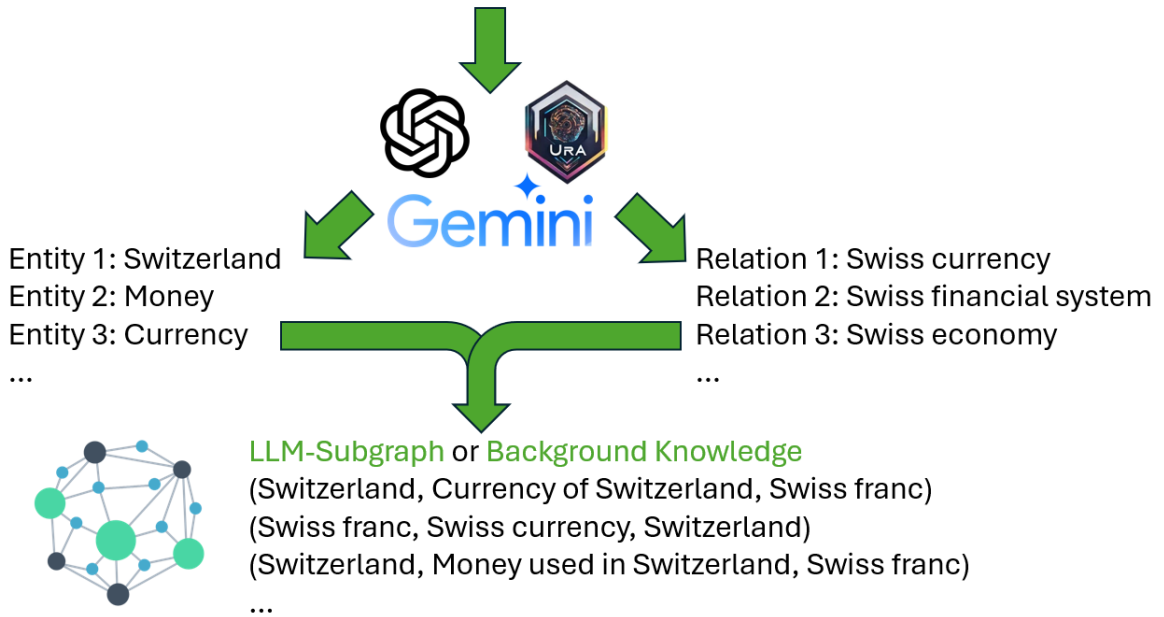 URA
Gemini
Entity 1: Switzerland
Entity 2: Money
Entity 3: Currency
...
Relation 1: Swiss currency
Relation 2: Swiss financial system
Relation 3: Swiss economy
...
LLM-Subgraph or Background Knowledge
(Switzerland, Currency of Switzerland, Swiss franc)
(Swiss franc, Swiss currency, Switzerland)
(Switzerland, Money used in Switzerland, Swiss franc)
...